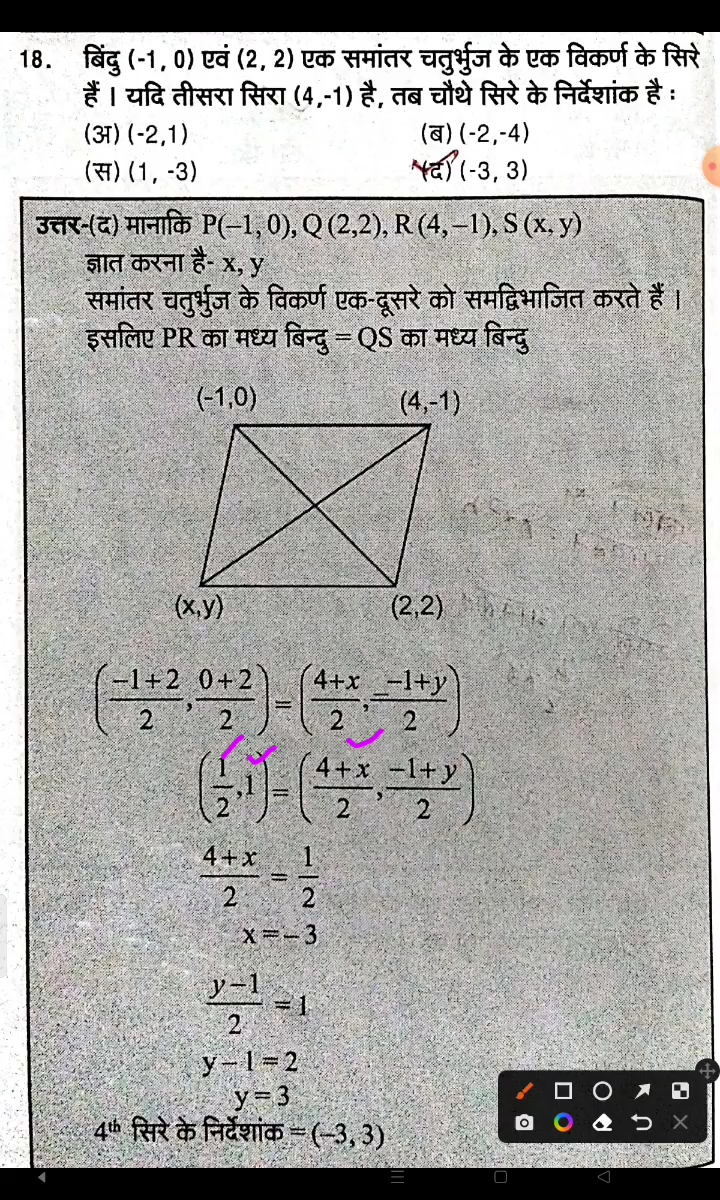 18. बिंदु (-1, 0) एवं (2, 2) एक समांतर चतुर्भुज के एक विकर्ण के सिरे
हैं । यदि तीसरा सिरा (4,-1) है, तब चौथे सिरे के निर्देशांक है :
(अ) (-2,1) (ब) (-2,-4)
(स) (1, -3) (द) (-3, 3)
उत्तर-(द) मानाकि P(−1, 0), Q (2,2), R (4,−1), S (x, y)
ज्ञात करना है- x, y
समांतर चतुर्भुज के विकर्ण एक-दूसरे को समद्विभाजित करते हैं ।
इसलिए PR का मध्य बिन्दु = QS का मध्य बिन्दु
(-1,0) (4,-1)
(x,y) (2,2)
((−1+2)/2, (0+2)/2) = ((4+x)/2, _−1+y/2)
(1/2, 1) = ((4+x)/2, (−1+y)/2)
(4+x)/2 = 1/2
x = −3
(y−1)/2 = 1
y−1=2
y=3
4th सिरे के निर्देशांक = (−3, 3)